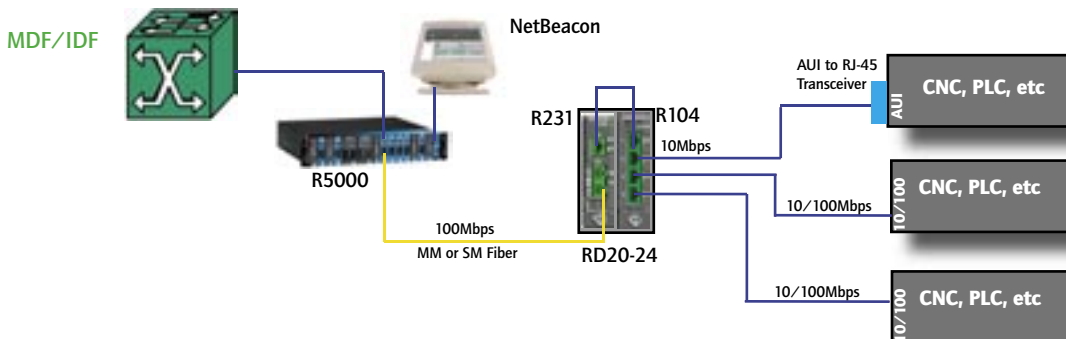 MDF/IDF
NetBeacon
R5000
R231
R104
RD20-24
100Mbps
MM or SM Fiber
10Mbps
AUI to RJ-45
Transceiver
AUI
CNC, PLC, etc
10/100Mbps
10/100
CNC, PLC, etc
10/100Mbps
10/100
CNC, PLC, etc